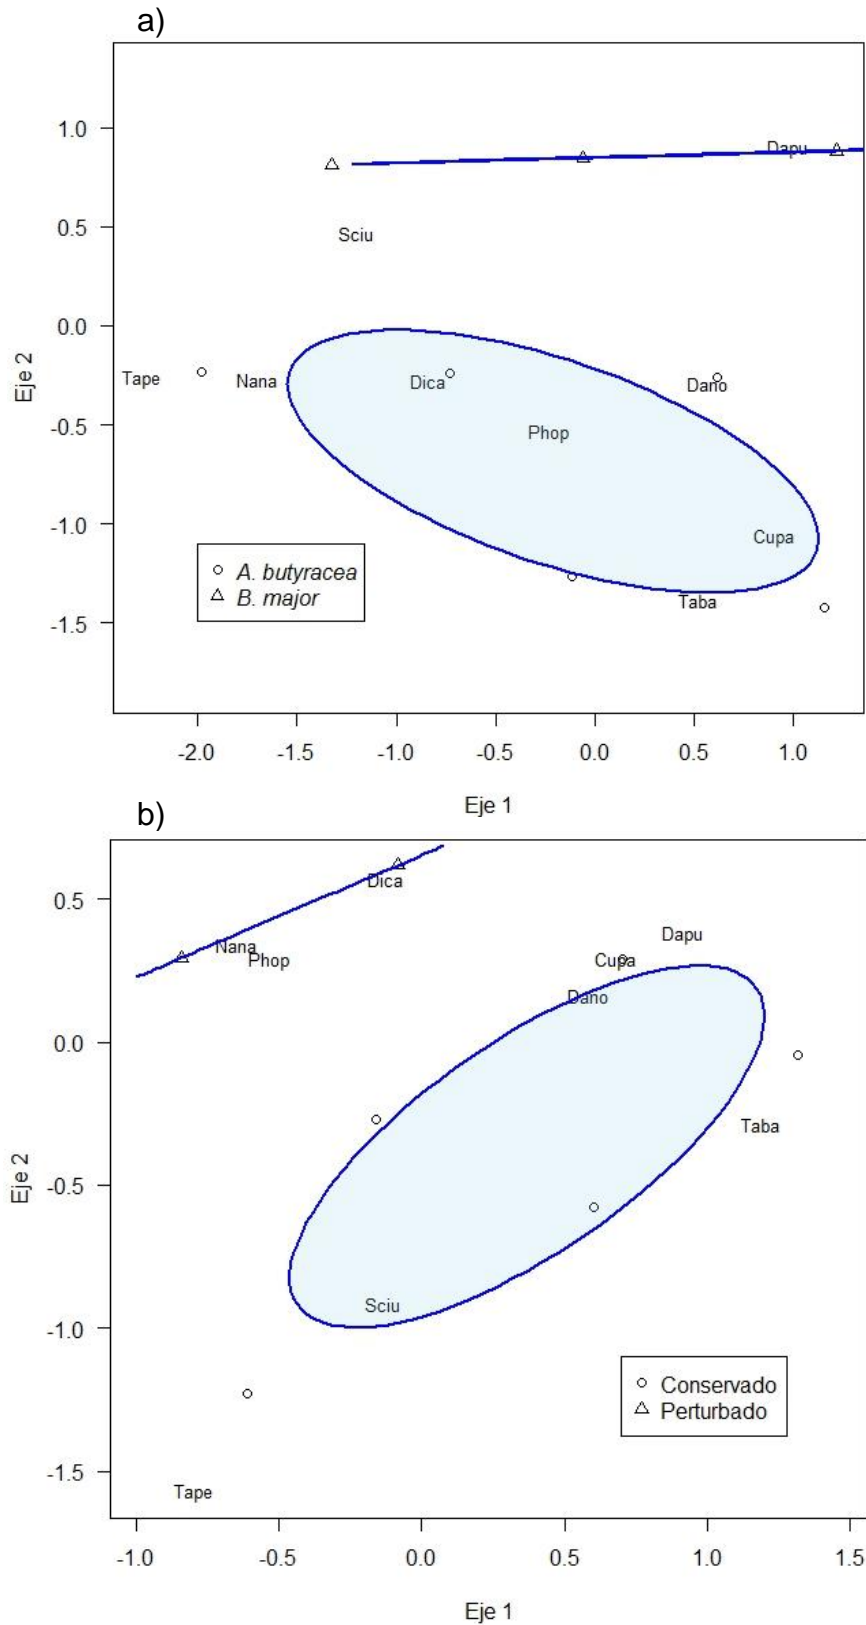 a)
1.0
Dapu
0.5
Sciu
0.0
Tape
Nana
Dica
Dano
Eje 2
-0.5
Phop
-1.0
Cupa
A. butyracea
B. major
Taba
-1.5
-2.0 -1.5 -1.0 -0.5 0.0 0.5 1.0
Eje 1
b)
0.5
Dica
Nana
Phop
Dapu
Cupa
Dano
0.0
Taba
Eje 2
-0.5
Sciu
-1.0
Conservado
Perturbado
-1.5
Tape
-1.0 -0.5 0.0 0.5 1.0 1.5
Eje 1